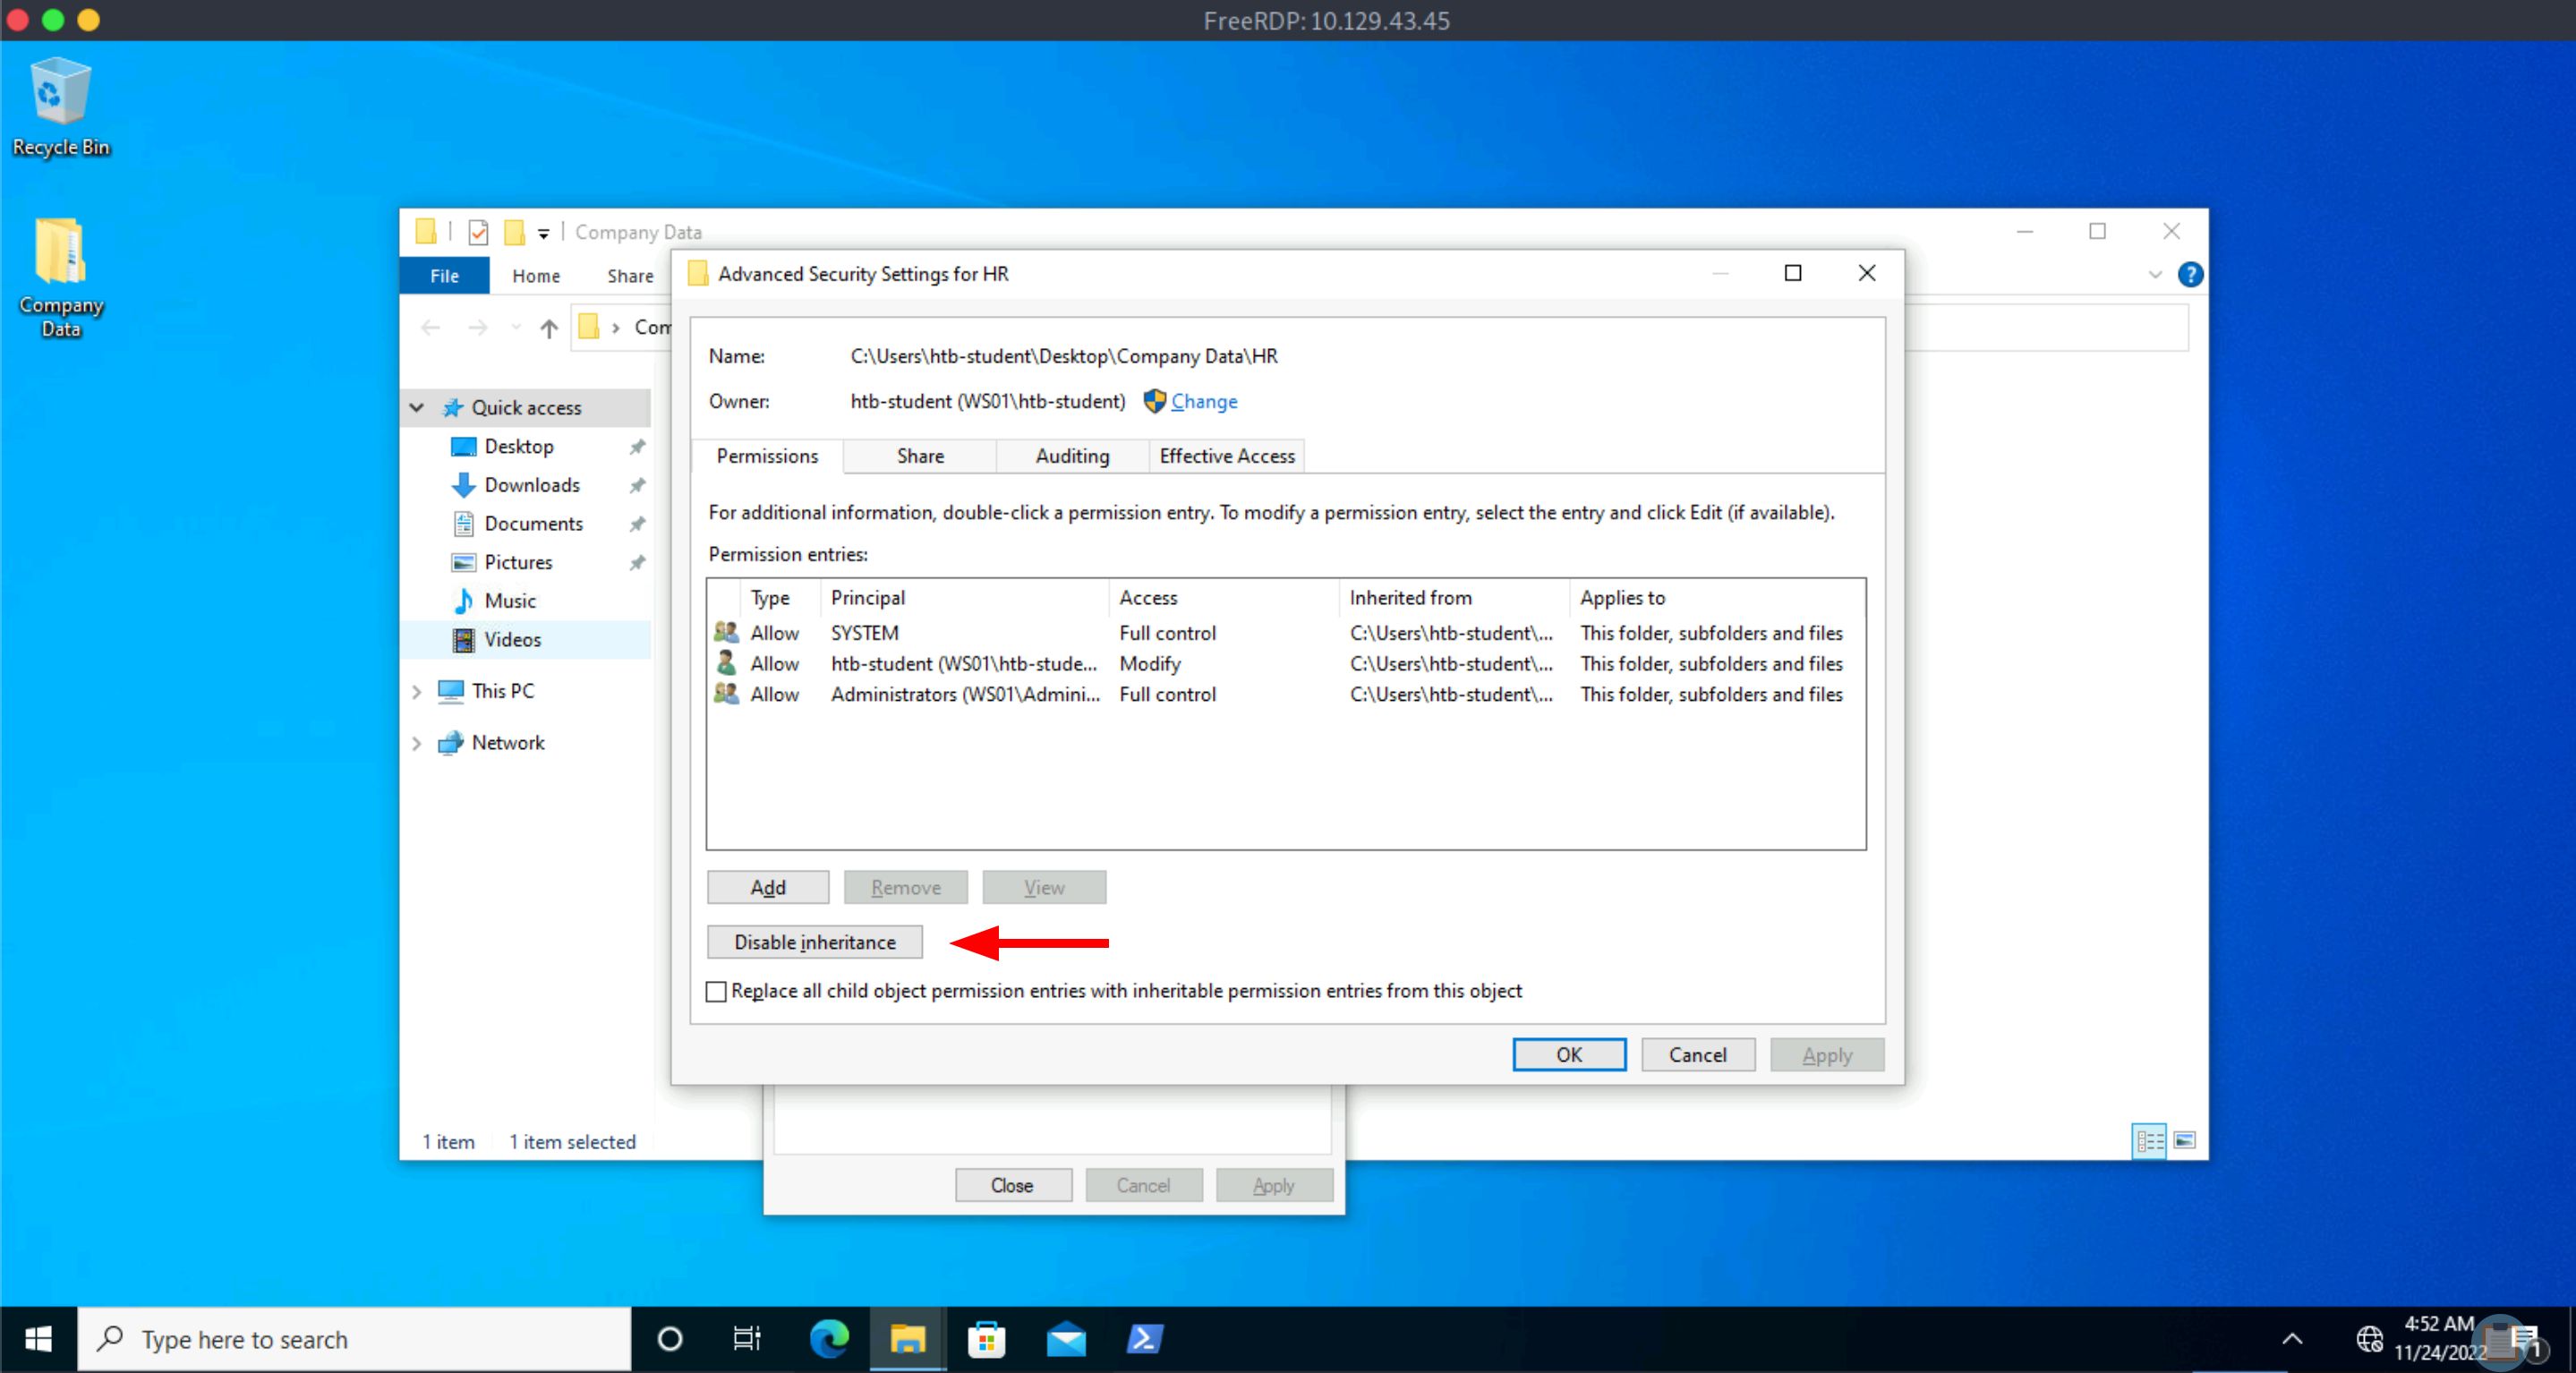 FreeRDP: 10.129.43.45
Recycle Bin
Company
Data
Company Data
File Home Share
Com
Quick access
Desktop
Downloads
Documents
Pictures
Music
Videos
This PC
Network
1 item 1 item selected
Advanced Security Settings for HR
Name: C:\Users\htb-student\Desktop\Company Data\HR
Owner: htb-student (WS01\htb-student) Change
Permissions Share Auditing Effective Access
For additional information, double-click a permission entry. To modify a permission entry, select the entry and click Edit (if available).
Permission entries:
Type Principal Access Inherited from Applies to
Allow SYSTEM Full control C:\Users\htb-student\... This folder, subfolders and files
Allow htb-student (WS01\htb-stude... Modify C:\Users\htb-student\... This folder, subfolders and files
Allow Administrators (WS01\Admini... Full control C:\Users\htb-student\... This folder, subfolders and files
Add Remove View
Disable inheritance
Replace all child object permission entries with inheritable permission entries from this object
OK Cancel Apply
Close Cancel Apply
Type here to search
4:52 AM
11/24/2022
1